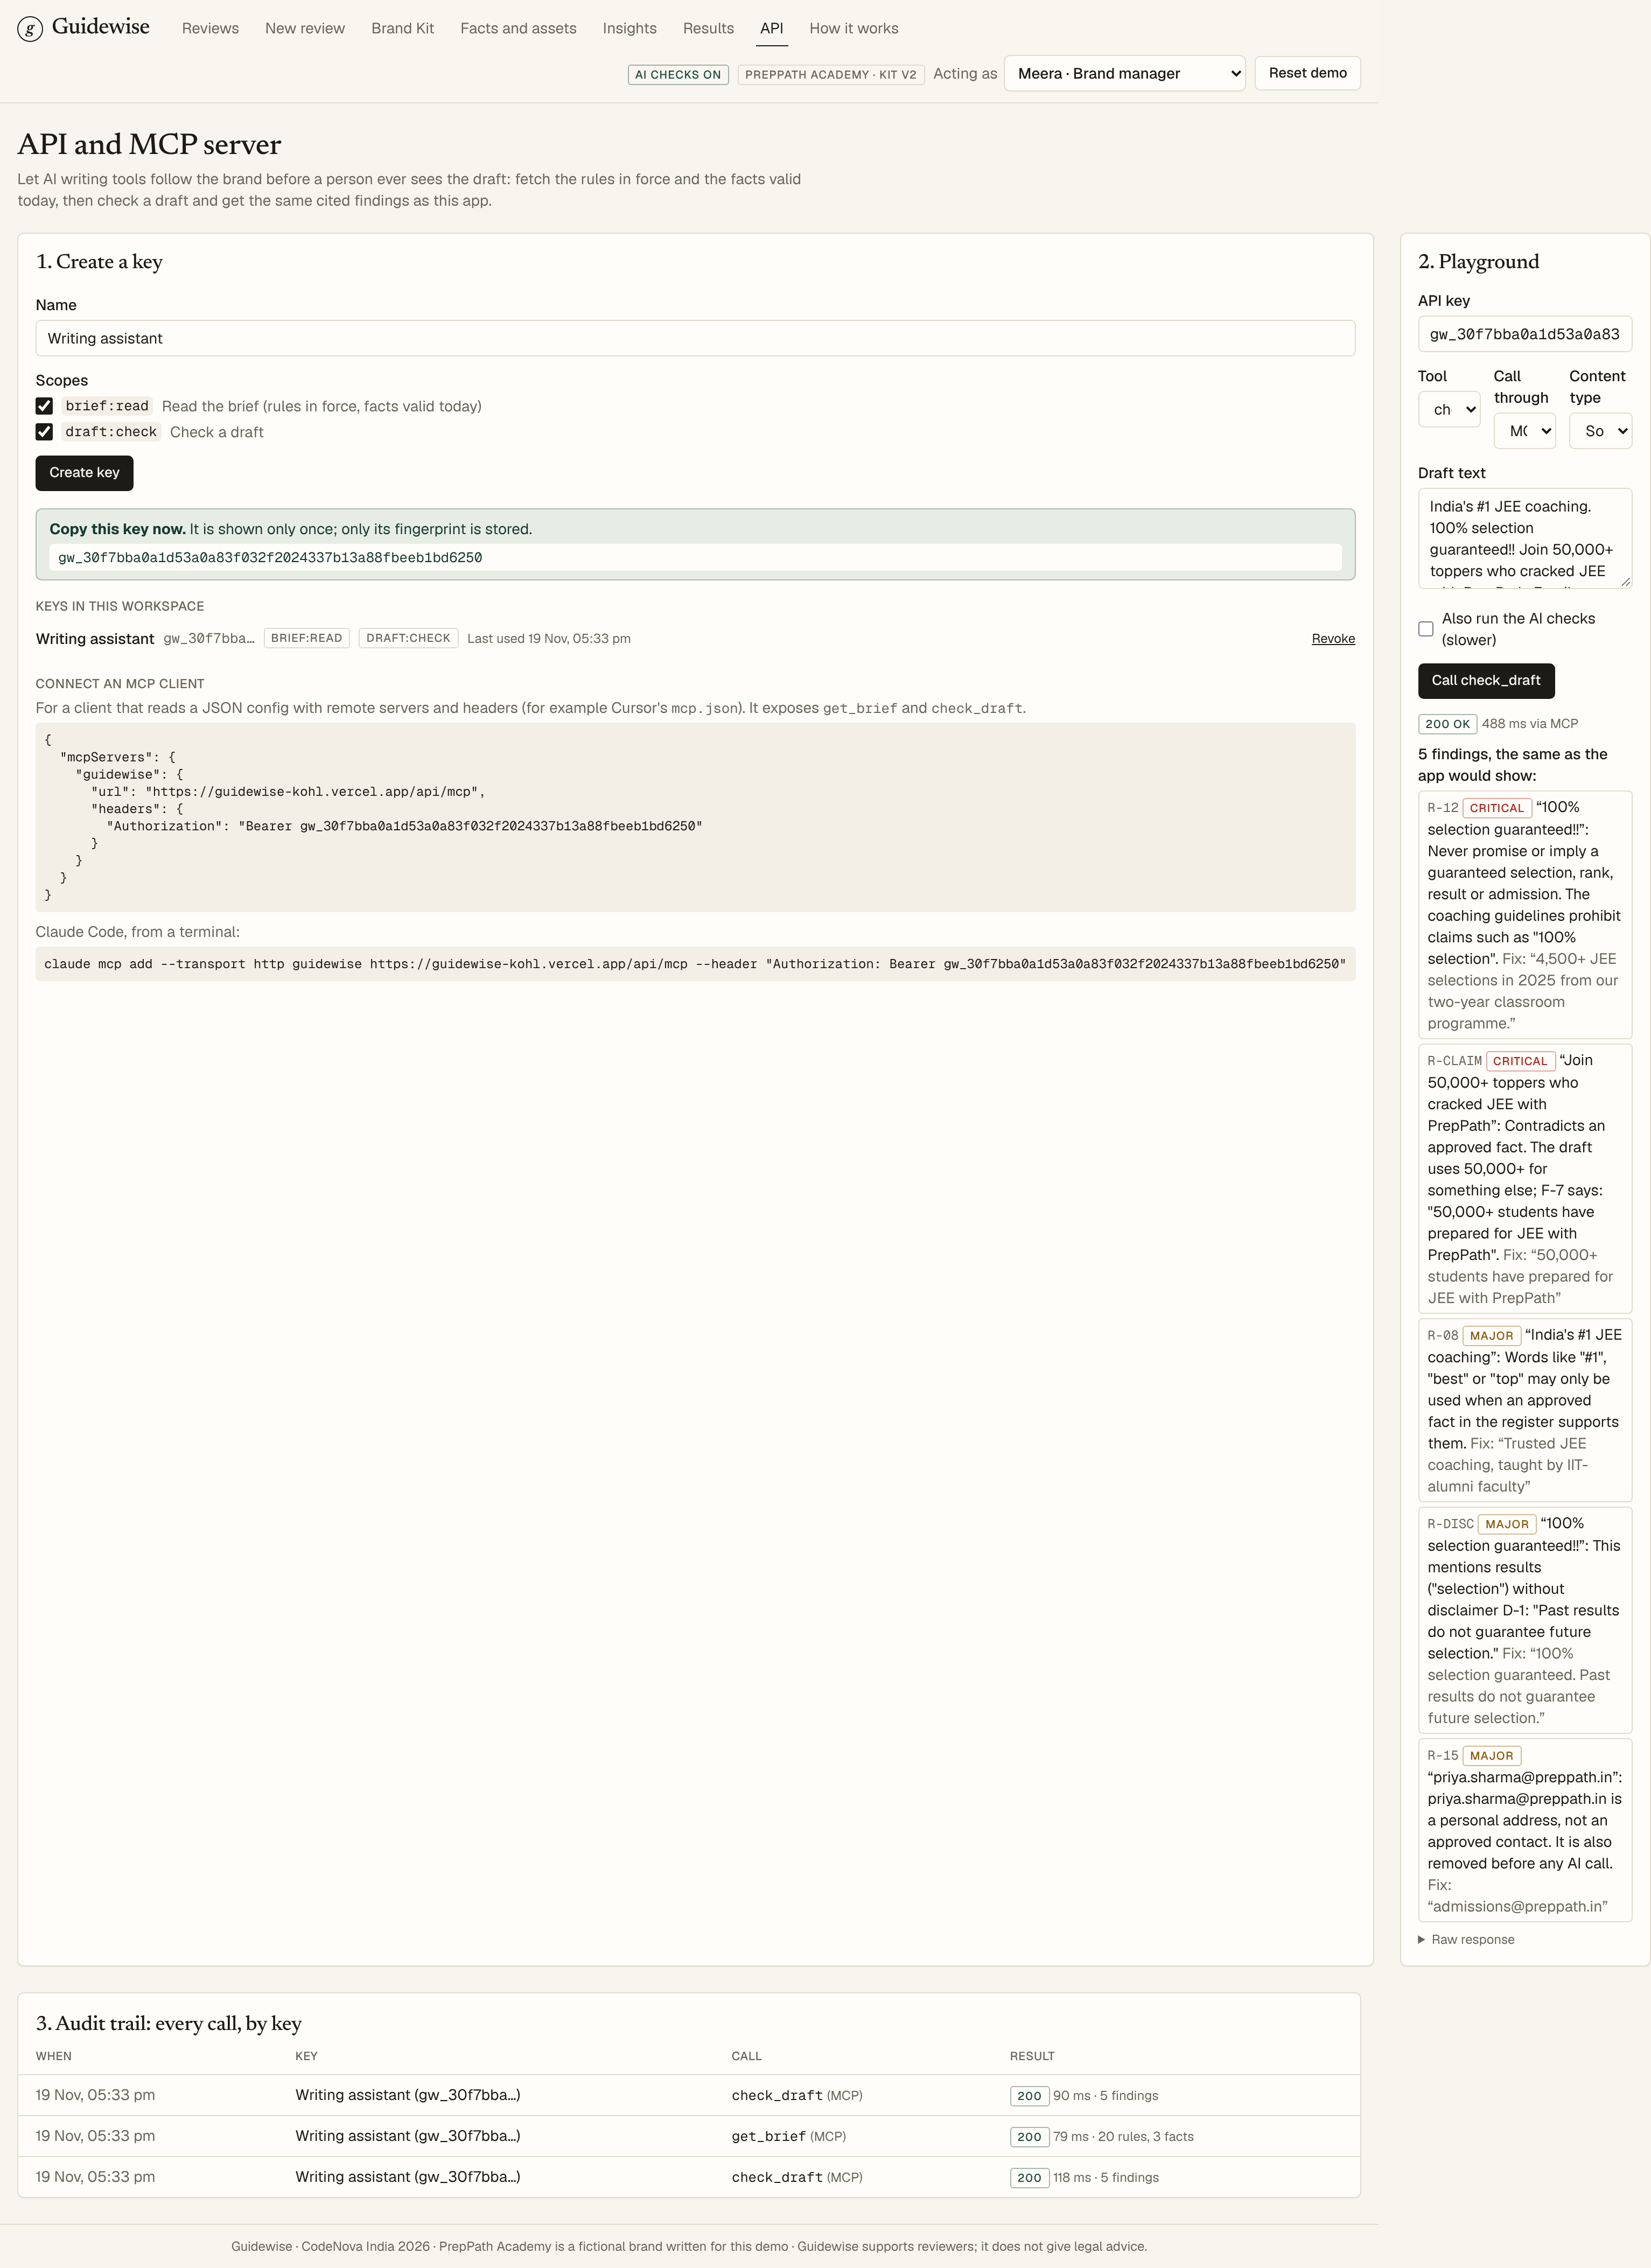 g Guidewise
Reviews
New review
Brand Kit
Facts and assets
Insights
Results
API
How it works
AI CHECKS ON
PREPPATH ACADEMY · KIT V2
Acting as
Meera · Brand manager
Reset demo
API and MCP server
Let AI writing tools follow the brand before a person ever sees the draft: fetch the rules in force and the facts valid
today, then check a draft and get the same cited findings as this app.
1. Create a key
Name
Writing assistant
Scopes
brief:read Read the brief (rules in force, facts valid today)
draft:check Check a draft
Create key
Copy this key now. It is shown only once; only its fingerprint is stored.
gw_30f7bba0a1d53a0a83f032f2024337b13a88fbeeb1bd6250
KEYS IN THIS WORKSPACE
Writing assistant gw_30f7bba… BRIEF:READ DRAFT:CHECK Last used 19 Nov, 05:33 pm Revoke
CONNECT AN MCP CLIENT
For a client that reads a JSON config with remote servers and headers (for example Cursor's mcp.json). It exposes get_brief and check_draft.
{
"mcpServers": {
"guidewise": {
"url": "https://guidewise-kohl.vercel.app/api/mcp",
"headers": {
"Authorization": "Bearer gw_30f7bba0a1d53a0a83f032f2024337b13a88fbeeb1bd6250"
}
}
}
}
Claude Code, from a terminal:
claude mcp add --transport http guidewise https://guidewise-kohl.vercel.app/api/mcp --header "Authorization: Bearer gw_30f7bba0a1d53a0a83f032f2024337b13a88fbeeb1bd6250"
2. Playground
API key
gw_30f7bba0a1d53a0a83
Tool
ch
Call
through
MC
Content
type
So
Draft text
India's #1 JEE coaching.
100% selection
guaranteed!! Join 50,000+
toppers who cracked JEE
Also run the AI checks
(slower)
Call check_draft
200 OK 488 ms via MCP
5 findings, the same as the
app would show:
R-12 CRITICAL “100%
selection guaranteed!!”:
Never promise or imply a
guaranteed selection, rank,
result or admission. The
coaching guidelines prohibit
claims such as "100%
selection". Fix: “4,500+ JEE
selections in 2025 from our
two-year classroom
programme.”
R-CLAIM CRITICAL “Join
50,000+ toppers who
cracked JEE with
PrepPath”: Contradicts an
approved fact. The draft
uses 50,000+ for
something else; F-7 says:
"50,000+ students have
prepared for JEE with
PrepPath". Fix: “50,000+
students have prepared for
JEE with PrepPath”
R-08 MAJOR “India's #1 JEE
coaching”: Words like "#1",
"best" or "top" may only be
used when an approved
fact in the register supports
them. Fix: “Trusted JEE
coaching, taught by IIT-
alumni faculty”
R-DISC MAJOR “100%
selection guaranteed!!”: This
mentions results
("selection") without
disclaimer D-1: "Past results
do not guarantee future
selection." Fix: “100%
selection guaranteed. Past
results do not guarantee
future selection.”
R-15 MAJOR
“priya.sharma@preppath.in”:
priya.sharma@preppath.in is
a personal address, not an
approved contact. It is also
removed before any AI call.
Fix:
“admissions@preppath.in”
Raw response
3. Audit trail: every call, by key
WHEN KEY CALL RESULT
19 Nov, 05:33 pm Writing assistant (gw_30f7bba…) check_draft (MCP) 200 90 ms · 5 findings
19 Nov, 05:33 pm Writing assistant (gw_30f7bba…) get_brief (MCP) 200 79 ms · 20 rules, 3 facts
19 Nov, 05:33 pm Writing assistant (gw_30f7bba…) check_draft (MCP) 200 118 ms · 5 findings
Guidewise · CodeNova India 2026 · PrepPath Academy is a fictional brand written for this demo · Guidewise supports reviewers; it does not give legal advice.